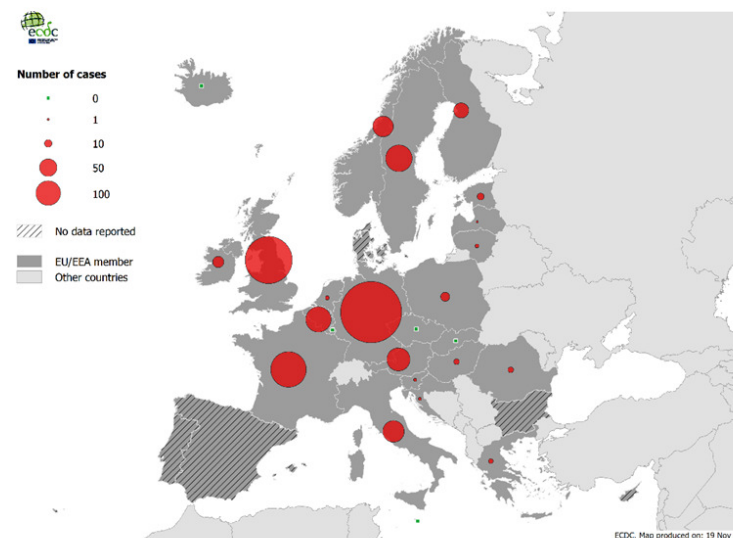 ecdc
Number of cases
0
1
10
50
100
No data reported
EU/EEA member
Other countries
ECDC. Map produced on: 19 Nov